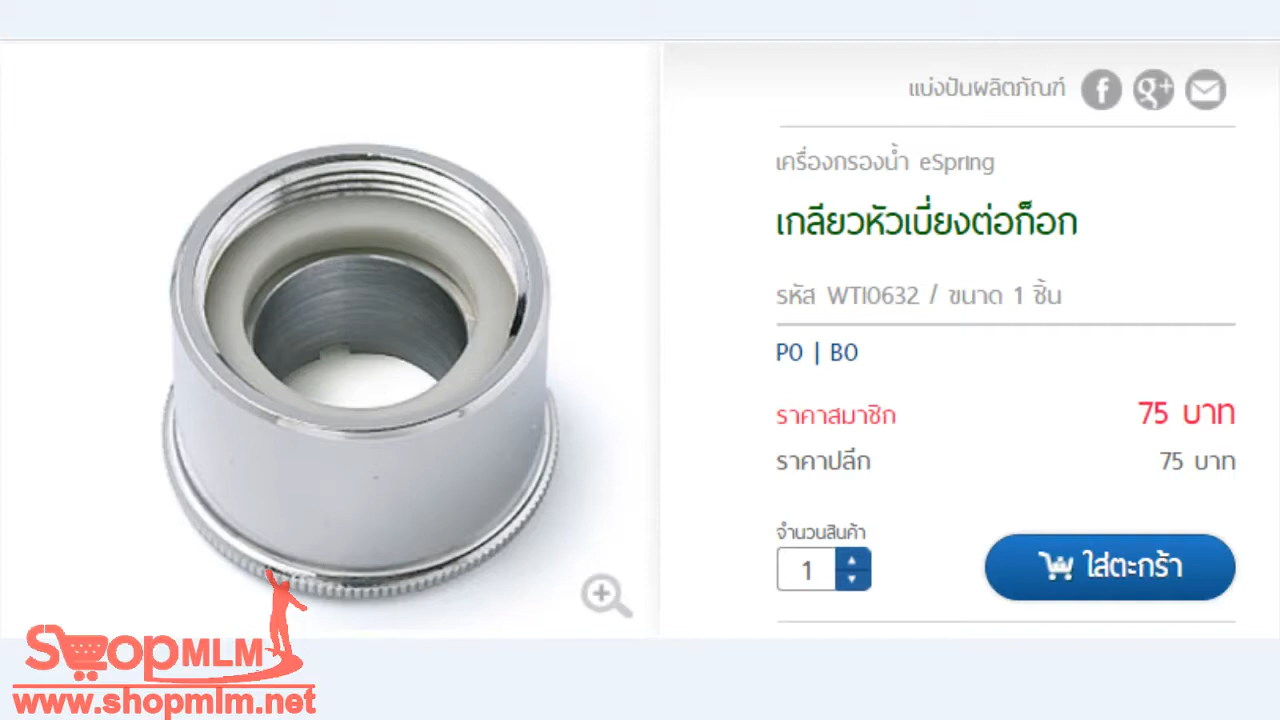 แบ่งปันผลิตภัณฑ์ f g+
เครื่องกรองน้ำ eSpring
เกลียวหัวเบี่ยงต่อก็อก
รหัส WTI0632 / ขนาด 1 ชิ้น
PO | BO
ราคาสมาชิก 75 บาท
ราคาปลีก 75 บาท
จำนวนสินค้า
1
ใส่ตะกร้า
ShopMLM
www.shopmlm.net